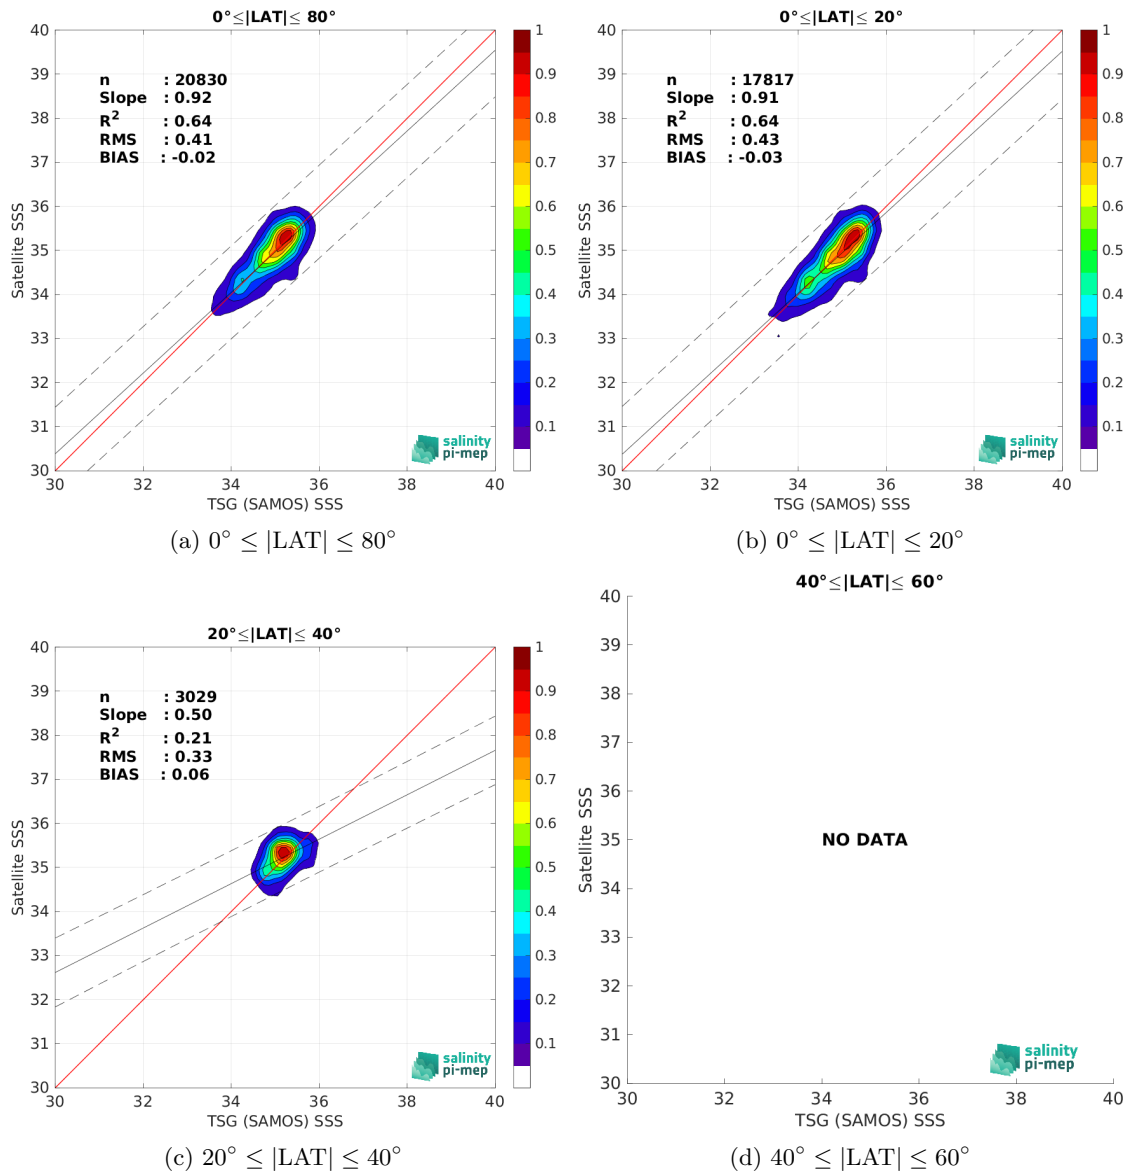 0°≤|LAT|≤ 80°
40
39
38
37
36
35
34
33
32
31
30
Satellite SSS
n : 20830
Slope : 0.92
R2 : 0.64
RMS : 0.41
BIAS : -0.02
30 32 34 36 38 40
TSG (SAMOS) SSS
1
0.9
0.8
0.7
0.6
0.5
0.4
0.3
0.2
0.1
salinity
pi-mep
(a) 0° ≤ |LAT| ≤ 80°
0°≤|LAT|≤ 20°
40
39
38
37
36
35
34
33
32
31
30
Satellite SSS
n : 17817
Slope : 0.91
R2 : 0.64
RMS : 0.43
BIAS : -0.03
30 32 34 36 38 40
TSG (SAMOS) SSS
1
0.9
0.8
0.7
0.6
0.5
0.4
0.3
0.2
0.1
salinity
pi-mep
(b) 0° ≤ |LAT| ≤ 20°
20°≤|LAT|≤ 40°
40
39
38
37
36
35
34
33
32
31
30
Satellite SSS
n : 3029
Slope : 0.50
R2 : 0.21
RMS : 0.33
BIAS : 0.06
30 32 34 36 38 40
TSG (SAMOS) SSS
1
0.9
0.8
0.7
0.6
0.5
0.4
0.3
0.2
0.1
salinity
pi-mep
(c) 20° ≤ |LAT| ≤ 40°
40°≤|LAT|≤ 60°
40
39
38
37
36
35
34
33
32
31
30
Satellite SSS
NO DATA
30 32 34 36 38 40
TSG (SAMOS) SSS
salinity
pi-mep
(d) 40° ≤ |LAT| ≤ 60°